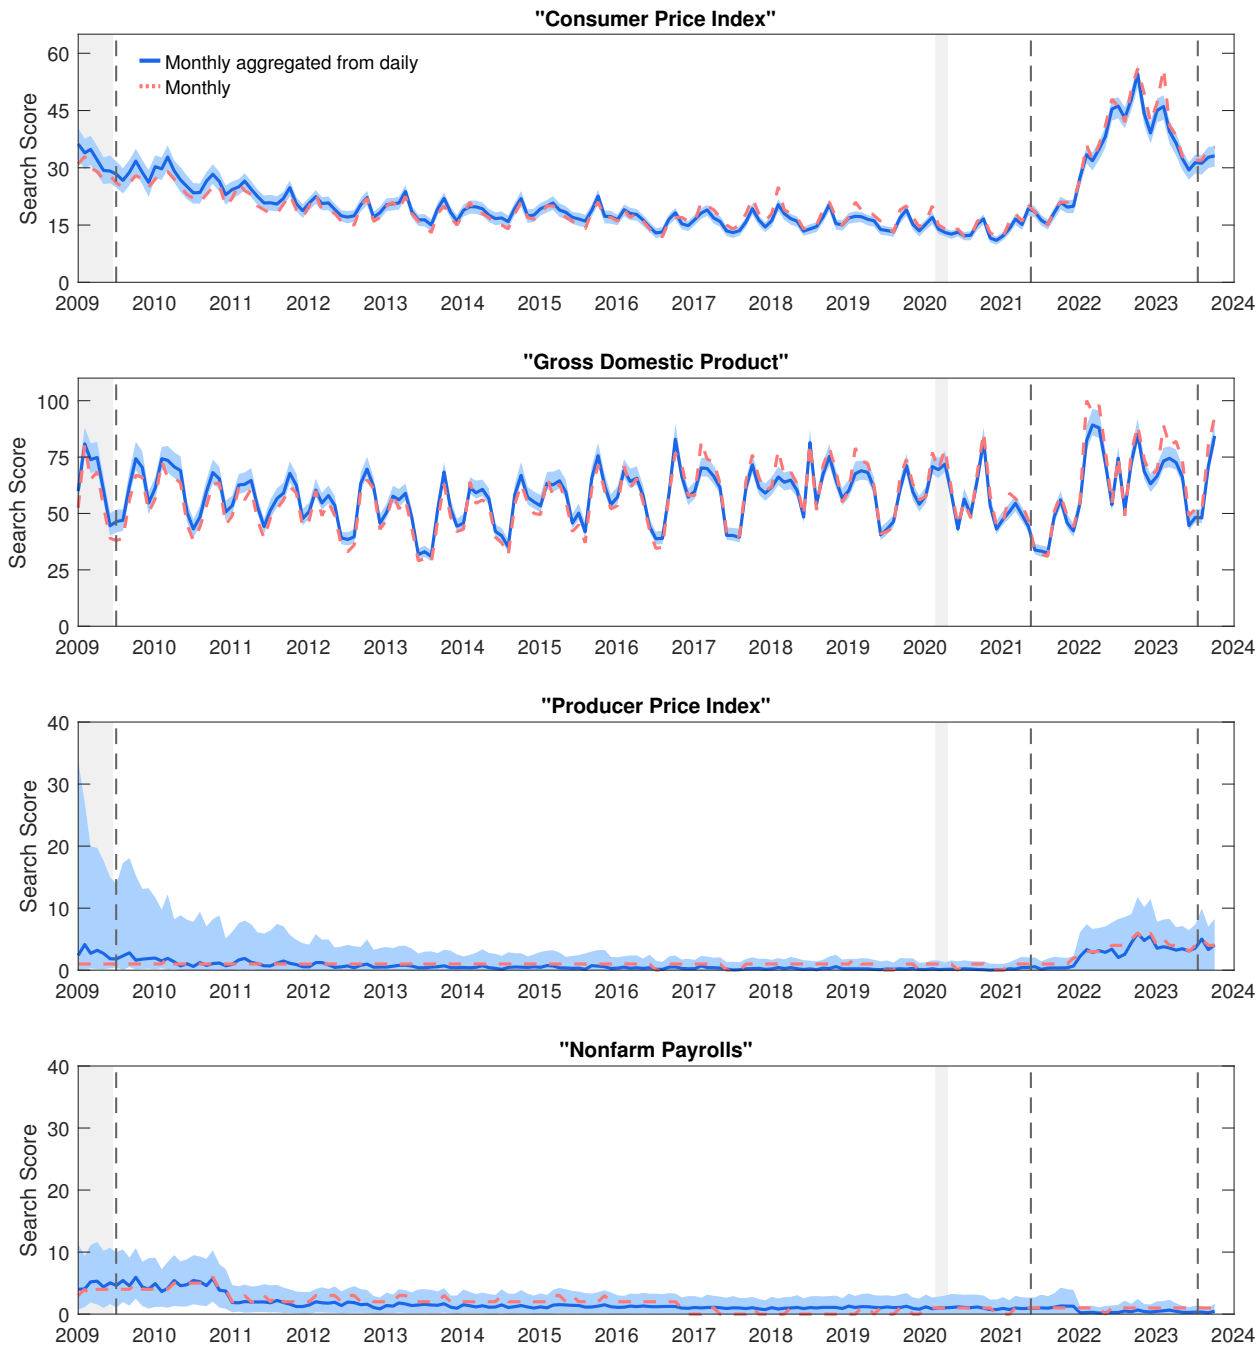 "Consumer Price Index"
Search Score
60
45
30
15
0
Monthly aggregated from daily
Monthly
2009 2010 2011 2012 2013 2014 2015 2016 2017 2018 2019 2020 2021 2022 2023 2024
"Gross Domestic Product"
Search Score
100
75
50
25
0
2009 2010 2011 2012 2013 2014 2015 2016 2017 2018 2019 2020 2021 2022 2023 2024
"Producer Price Index"
Search Score
40
30
20
10
0
2009 2010 2011 2012 2013 2014 2015 2016 2017 2018 2019 2020 2021 2022 2023 2024
"Nonfarm Payrolls"
Search Score
40
30
20
10
0
2009 2010 2011 2012 2013 2014 2015 2016 2017 2018 2019 2020 2021 2022 2023 2024